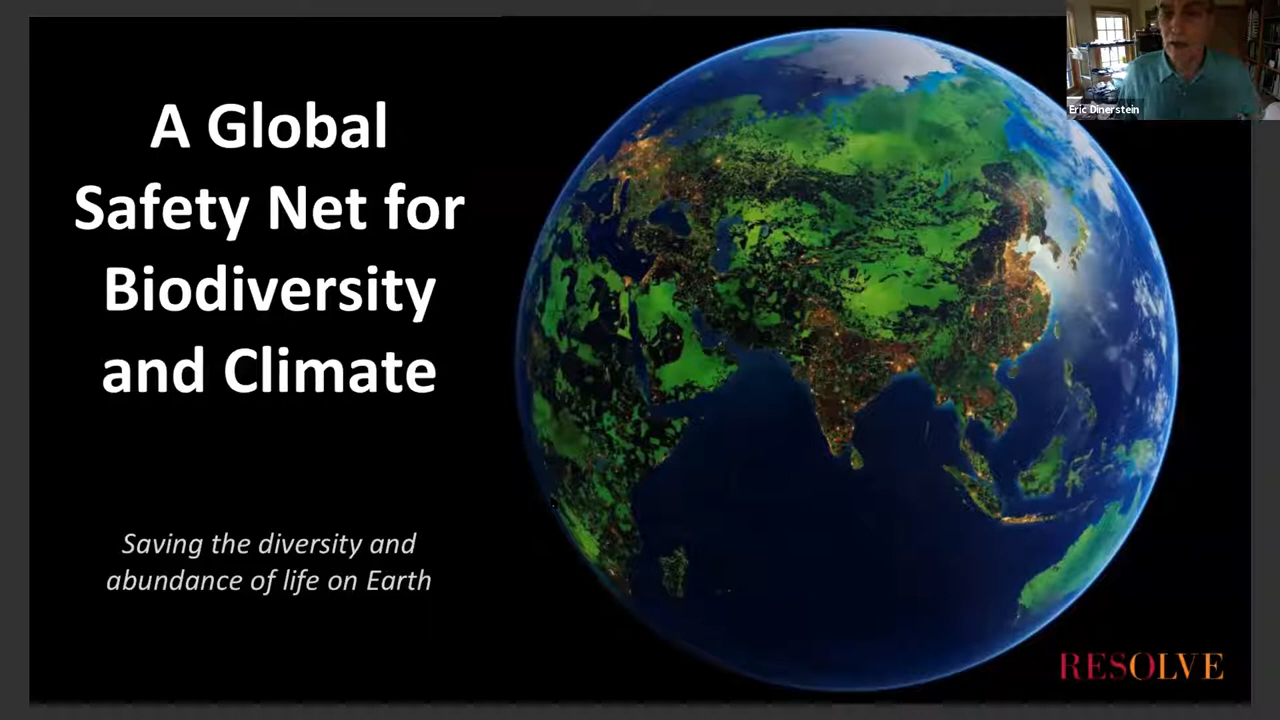 A Global
Safety Net for
Biodiversity
and Climate
Saving the diversity and
abundance of life on Earth
Eric Dinerstein
RESOLVE